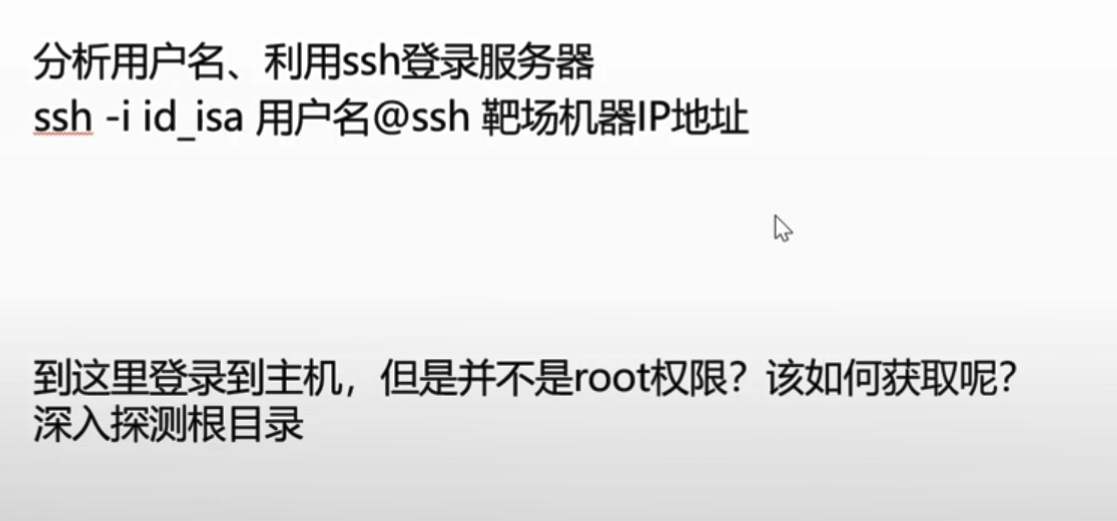 分析用户名、利用ssh登录服务器
ssh -i id_isa 用户名@ssh 靶场机器IP地址
到这里登录到主机，但是并不是root权限？该如何获取呢？
深入探测根目录